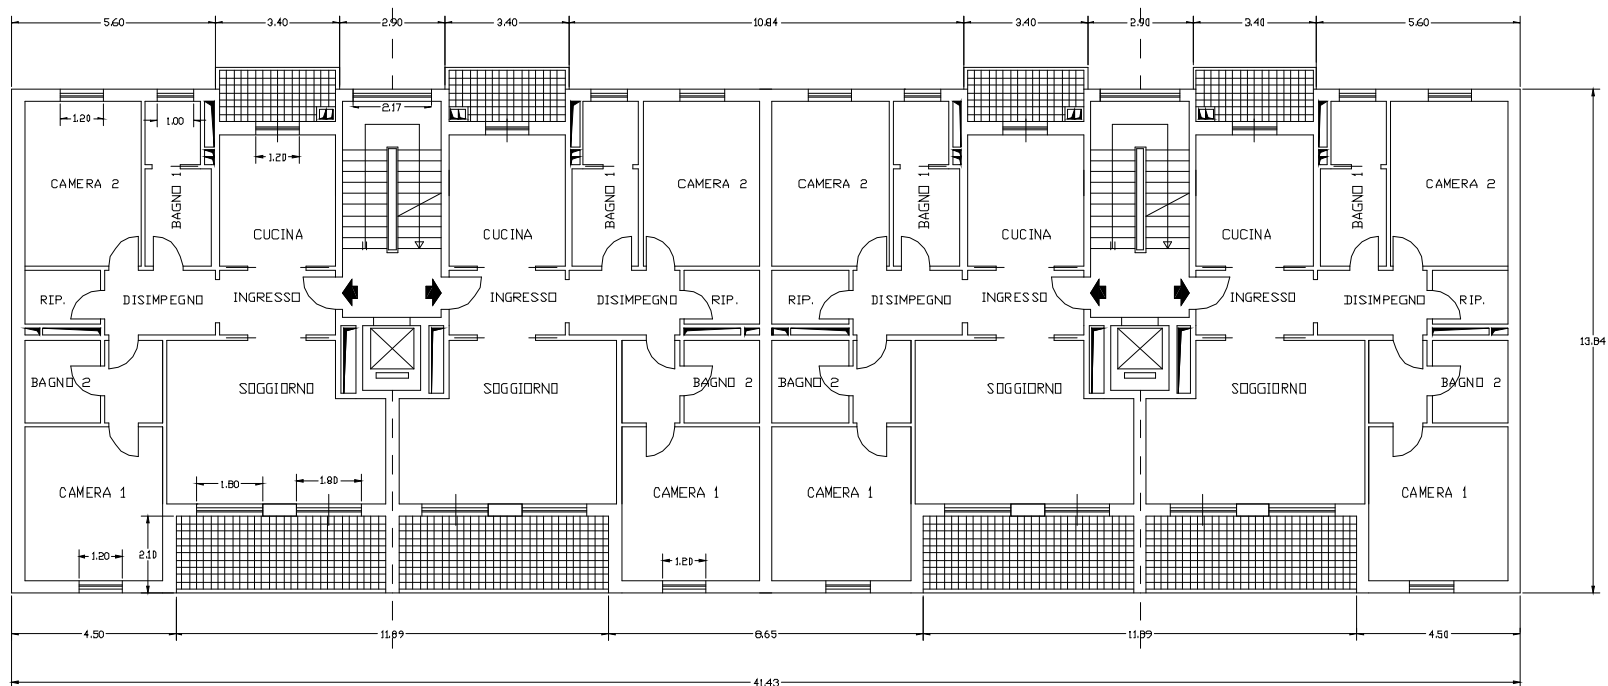 5.60 3.40 2.90 3.40 10.84 3.40 2.90 3.40 5.60
2.17
1.20 1.00
1.20
CAMERA 2 BAGNO 1 CUCINA CUCINA BAGNO 1 CAMERA 2 CAMERA 2 BAGNO 1 CUCINA CUCINA BAGNO 1 CAMERA 2
RIP. DISIMPEGNO INGRESSO INGRESSO DISIMPEGNO RIP. RIP. DISIMPEGNO INGRESSO INGRESSO DISIMPEGNO RIP.
13.84
BAGNO 2 SOGGIORNO SOGGIORNO BAGNO 2 BAGNO 2 SOGGIORNO SOGGIORNO BAGNO 2
1.80 1.80
CAMERA 1 CAMERA 1 CAMERA 1 CAMERA 1
1.20 2.10 1.20
4.50 11.89 8.65 11.89 4.50
41.43